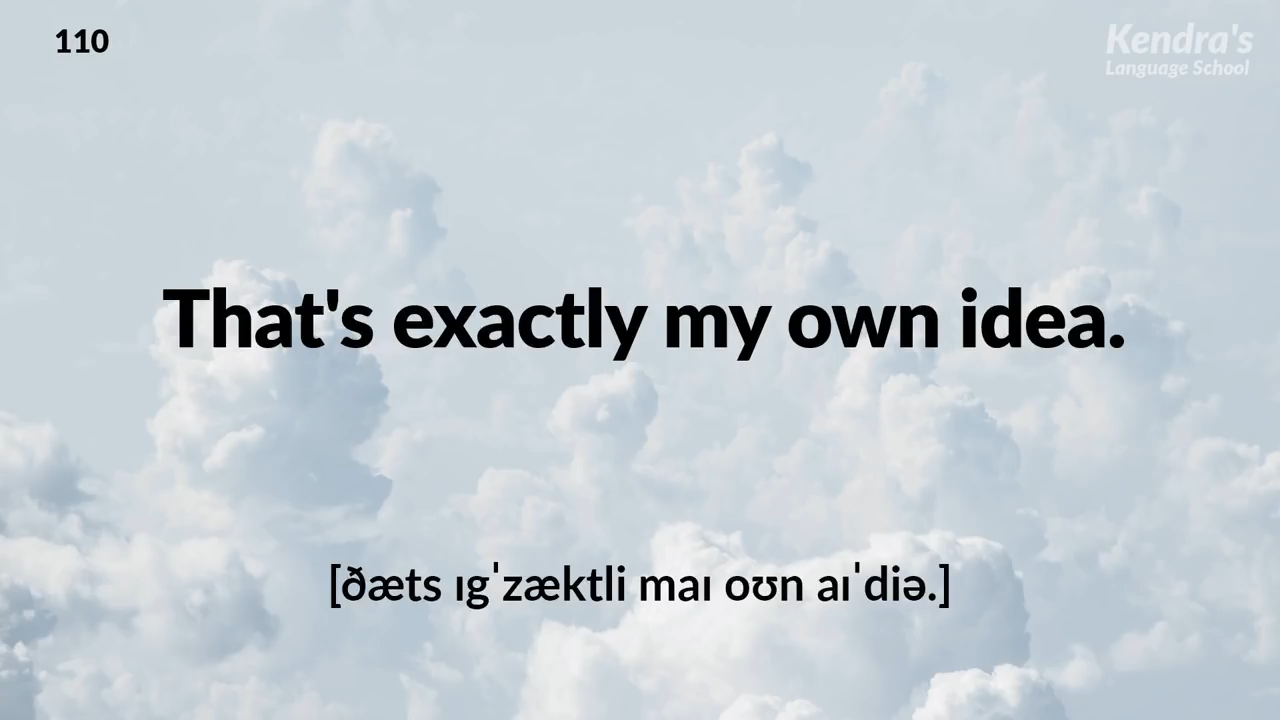 110
Kendra's
Language School
That's exactly my own idea.
[ðæts ɪɡˈzæktli maɪ oʊn aɪˈdiə.]